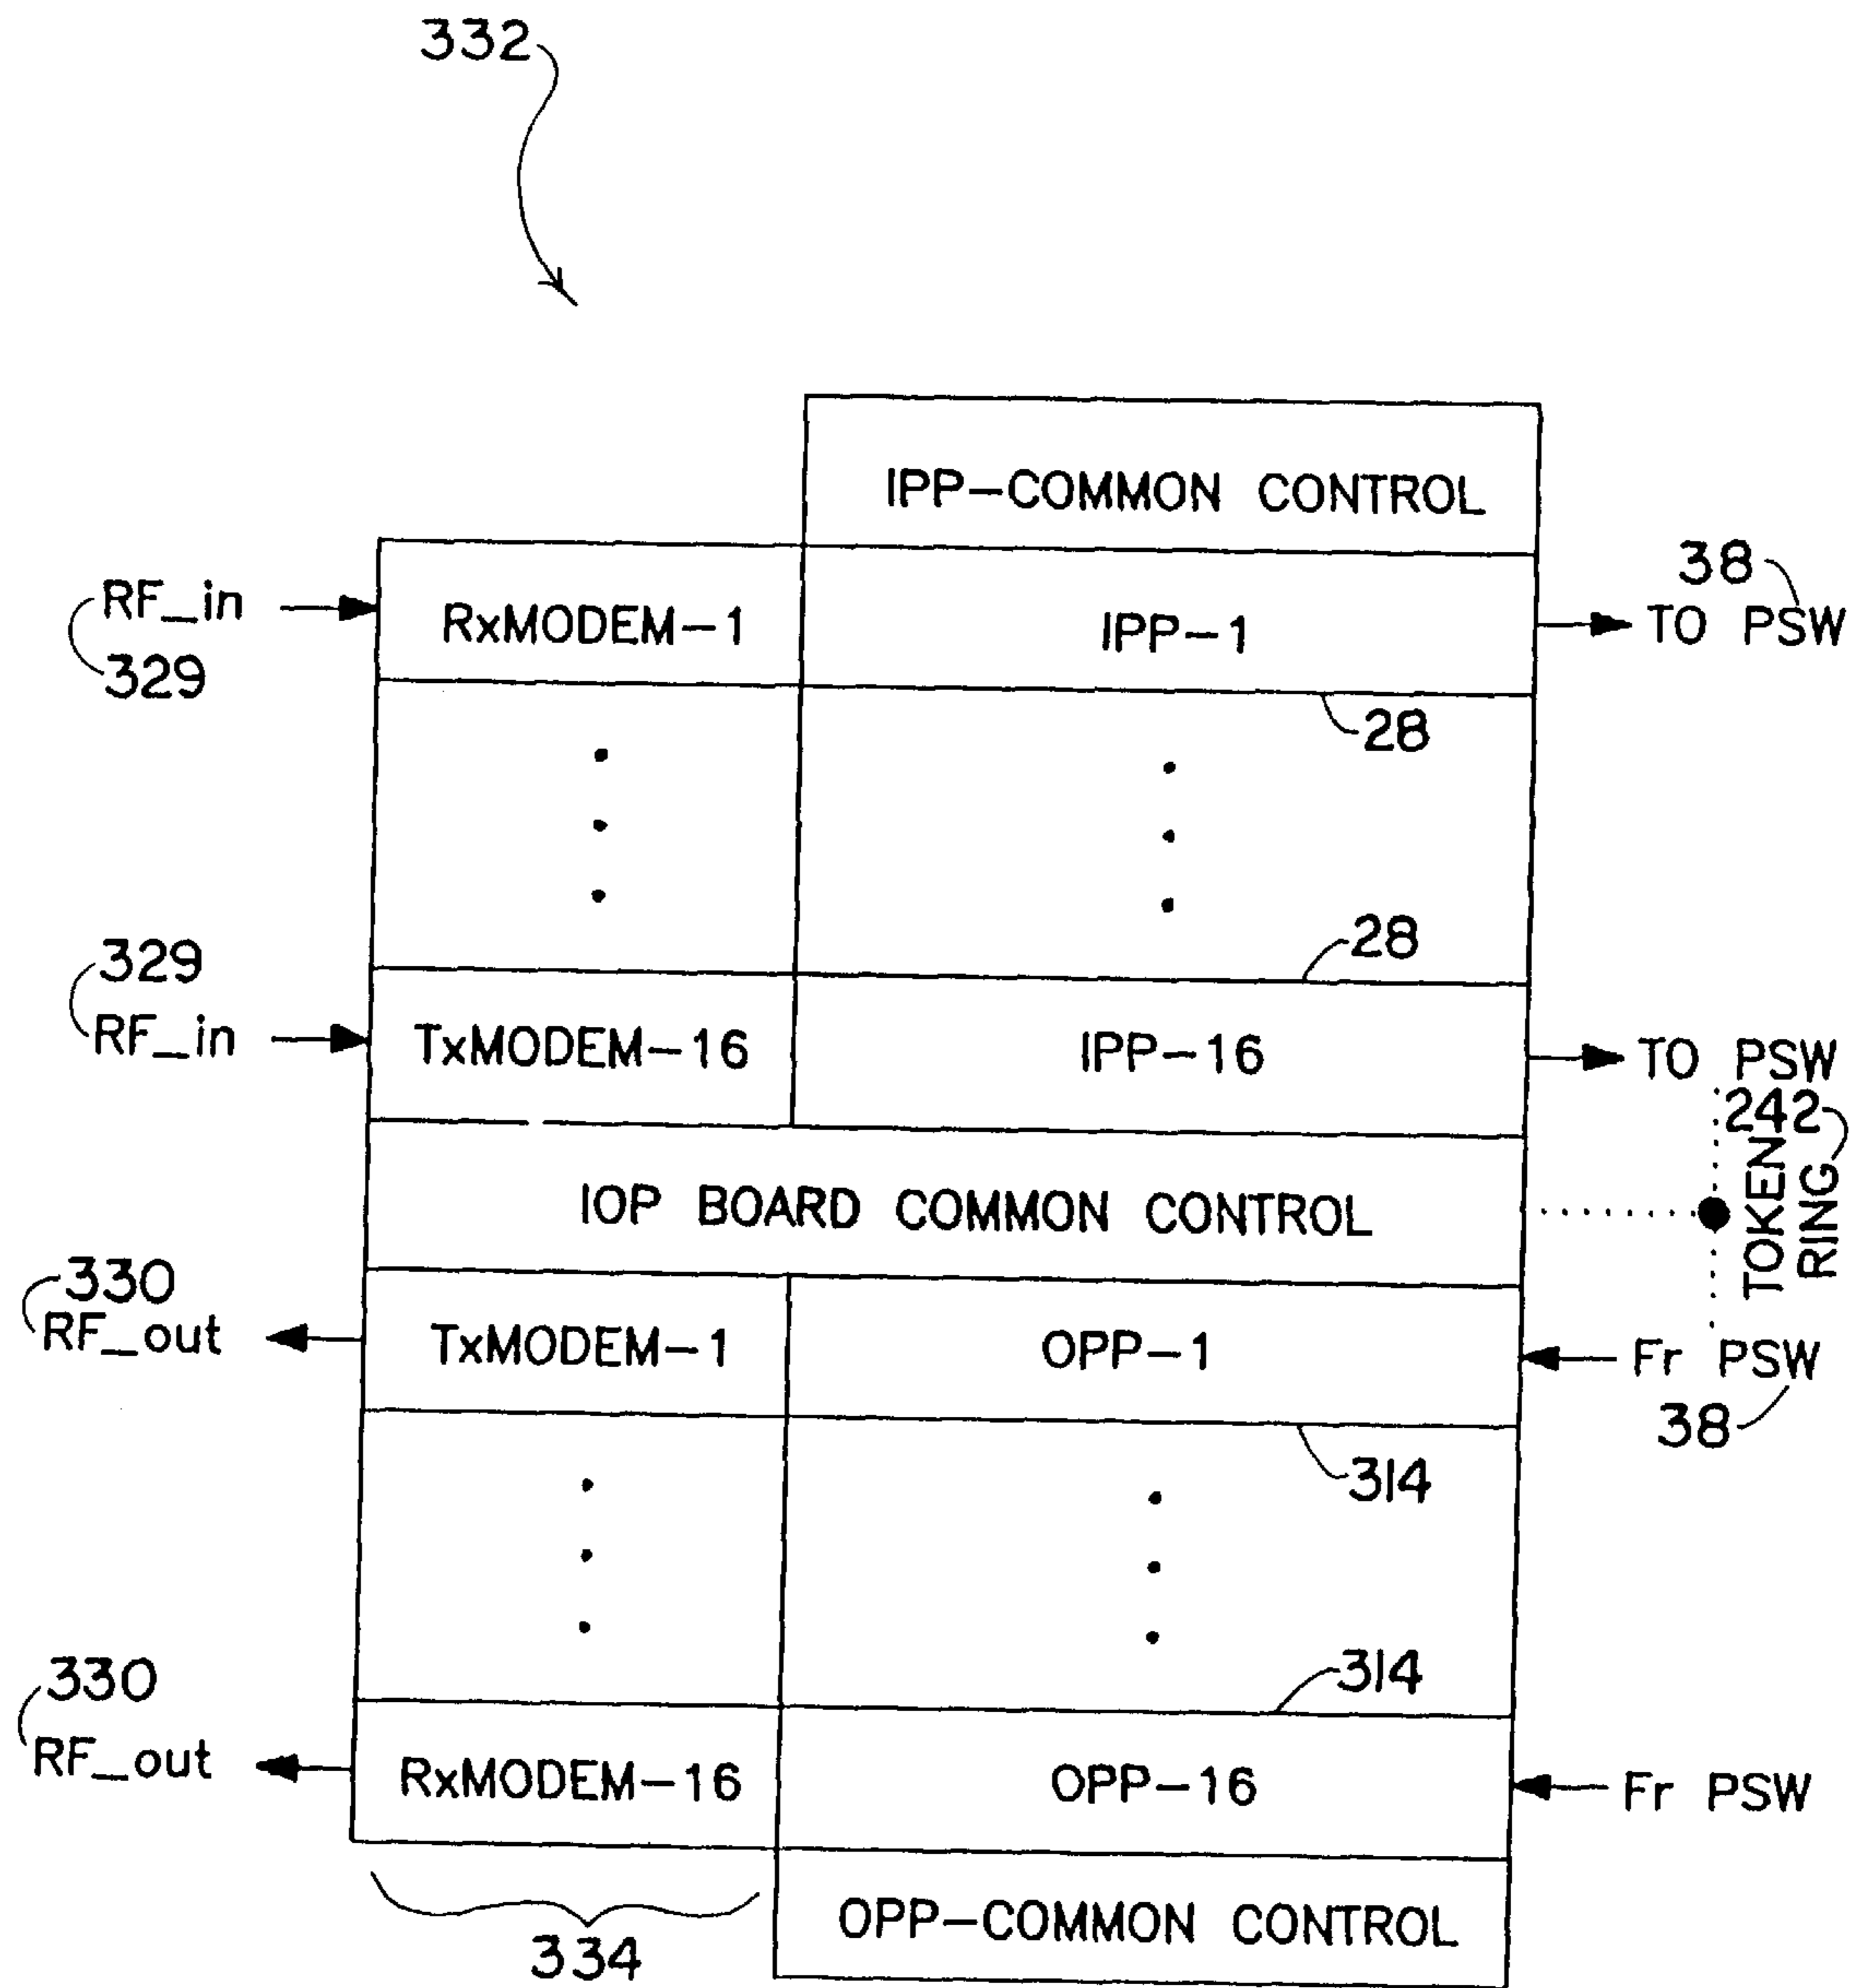 332
IPP-COMMON CONTROL
RF_in
329
RxMODEM-1
IPP-1
38
TO PSW
28
28
329
RF_in
TxMODEM-16
IPP-16
TO PSW
242
TOKEN
RING
IOP BOARD COMMON CONTROL
330
RF_out
TxMODEM-1
OPP-1
Fr PSW
38
314
314
330
RF_out
RxMODEM-16
OPP-16
Fr PSW
334
OPP-COMMON CONTROL